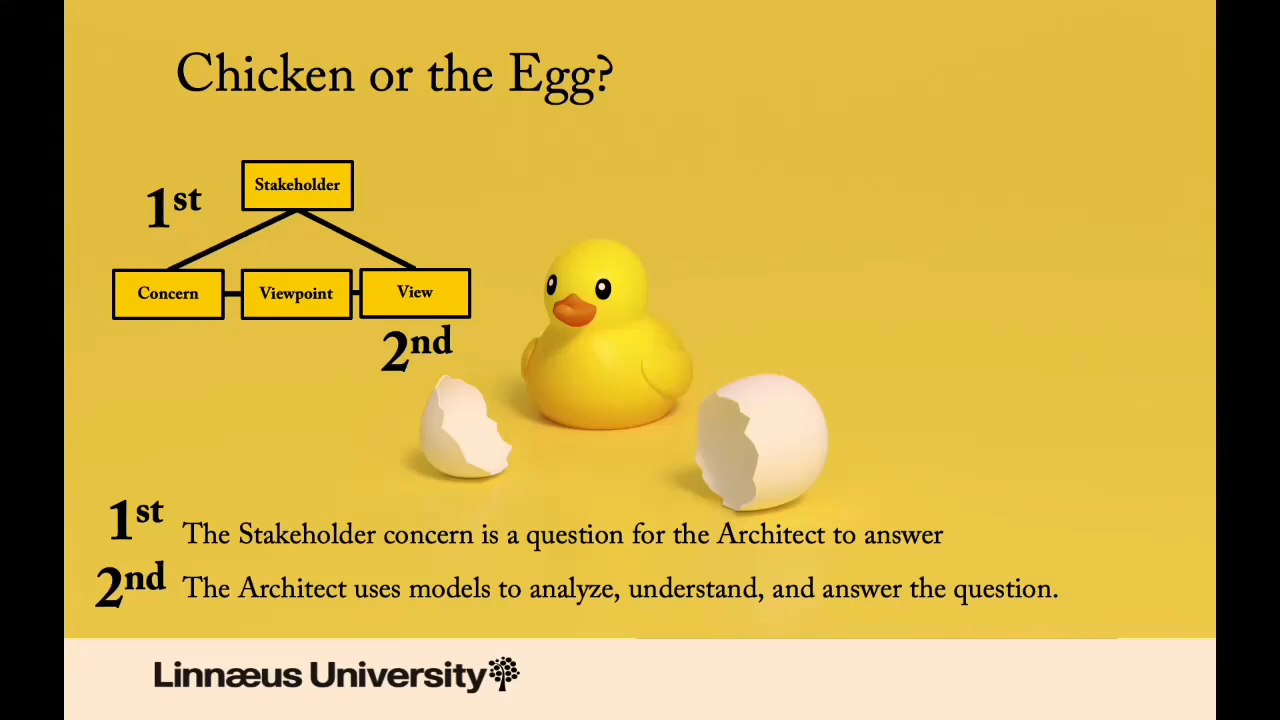 Chicken or the Egg?
1st
Stakeholder
Concern
Viewpoint
View
2nd
1st
The Stakeholder concern is a question for the Architect to answer
2nd
The Architect uses models to analyze, understand, and answer the question.
Linnæus University